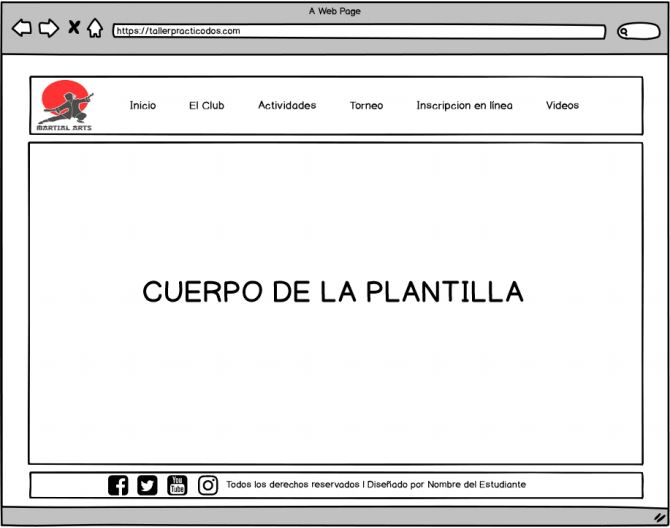 A Web Page
https://tallerpracticodos.com
Inicio El Club Actividades Torneo Inscripcion en línea Videos
MARTIAL ARTS
CUERPO DE LA PLANTILLA
You Tube Todos los derechos reservados | Diseñado por Nombre del Estudiante